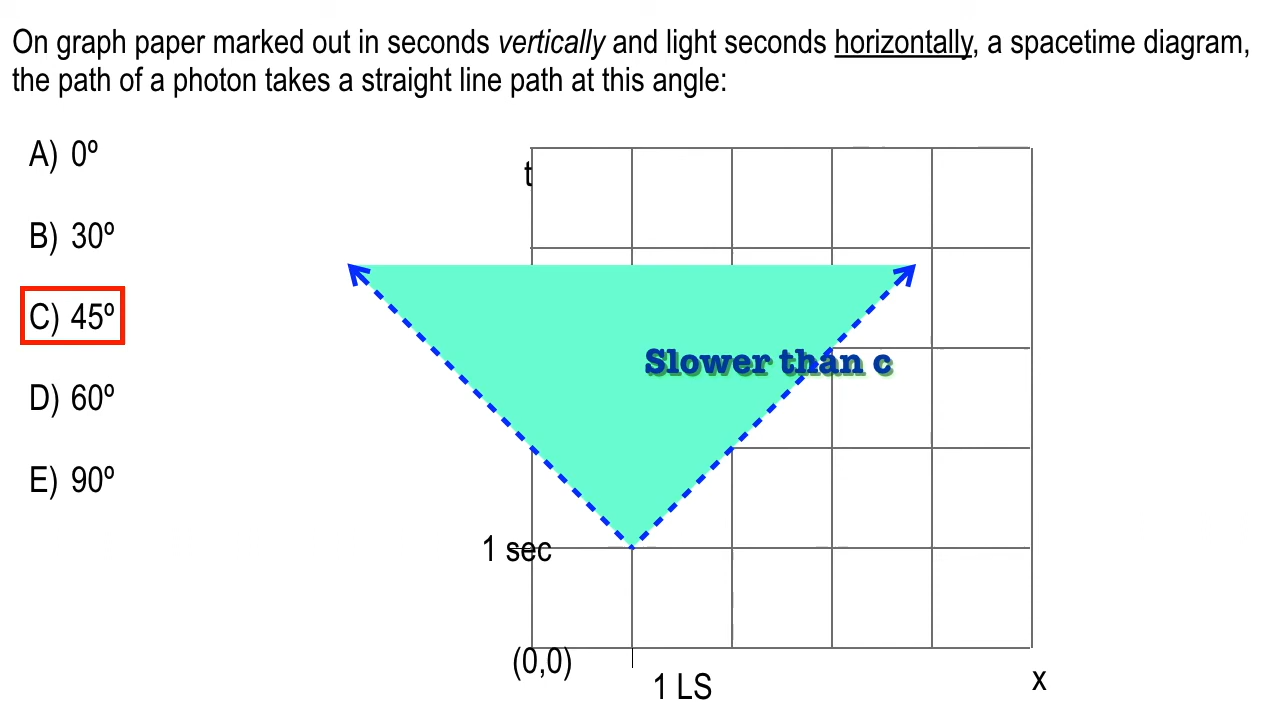 On graph paper marked out in seconds vertically and light seconds horizontally, a spacetime diagram,
the path of a photon takes a straight line path at this angle:
A) 0º
B) 30º
C) 45º
D) 60º
E) 90º
t
Slower than c
1 sec
(0,0)
1 LS
x